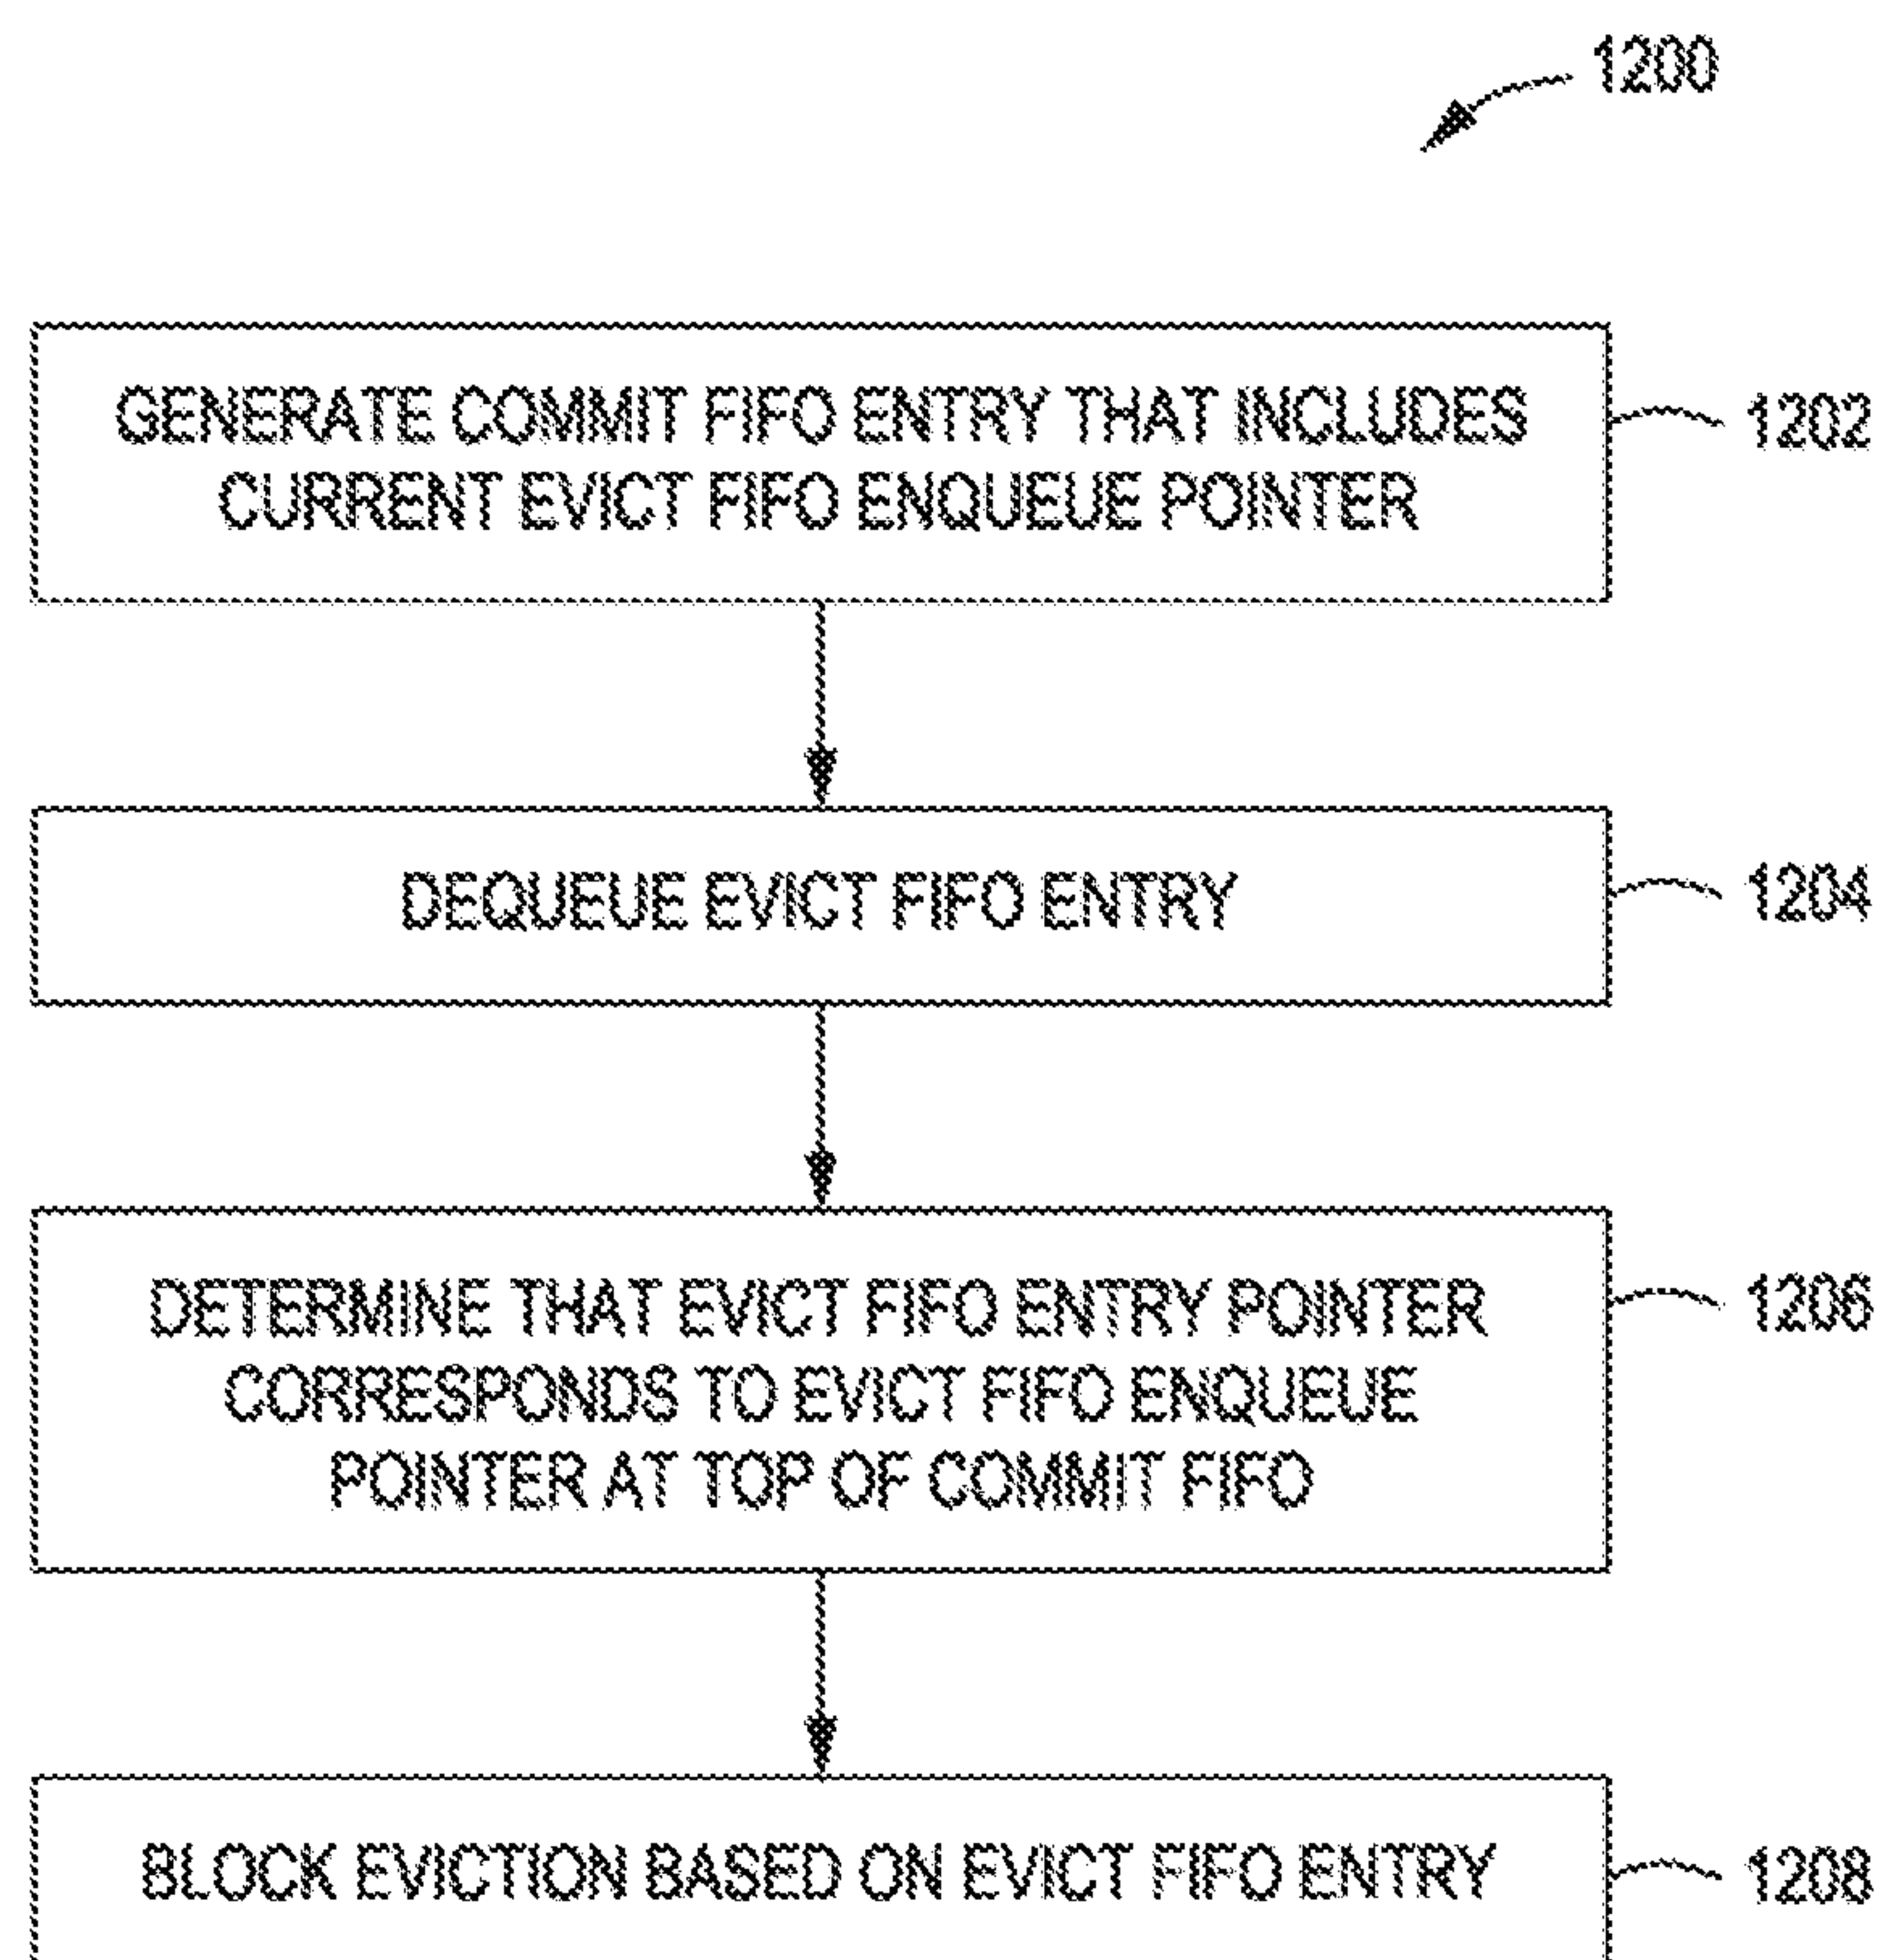 1200
GENERATE COMMIT FIFO ENTRY THAT INCLUDES
CURRENT EVICT FIFO ENQUEUE POINTER
1202
DEQUEUE EVICT FIFO ENTRY
1204
DETERMINE THAT EVICT FIFO ENTRY POINTER
CORRESPONDS TO EVICT FIFO ENQUEUE
POINTER AT TOP OF COMMIT FIFO
1206
BLOCK EVICTION BASED ON EVICT FIFO ENTRY
1208